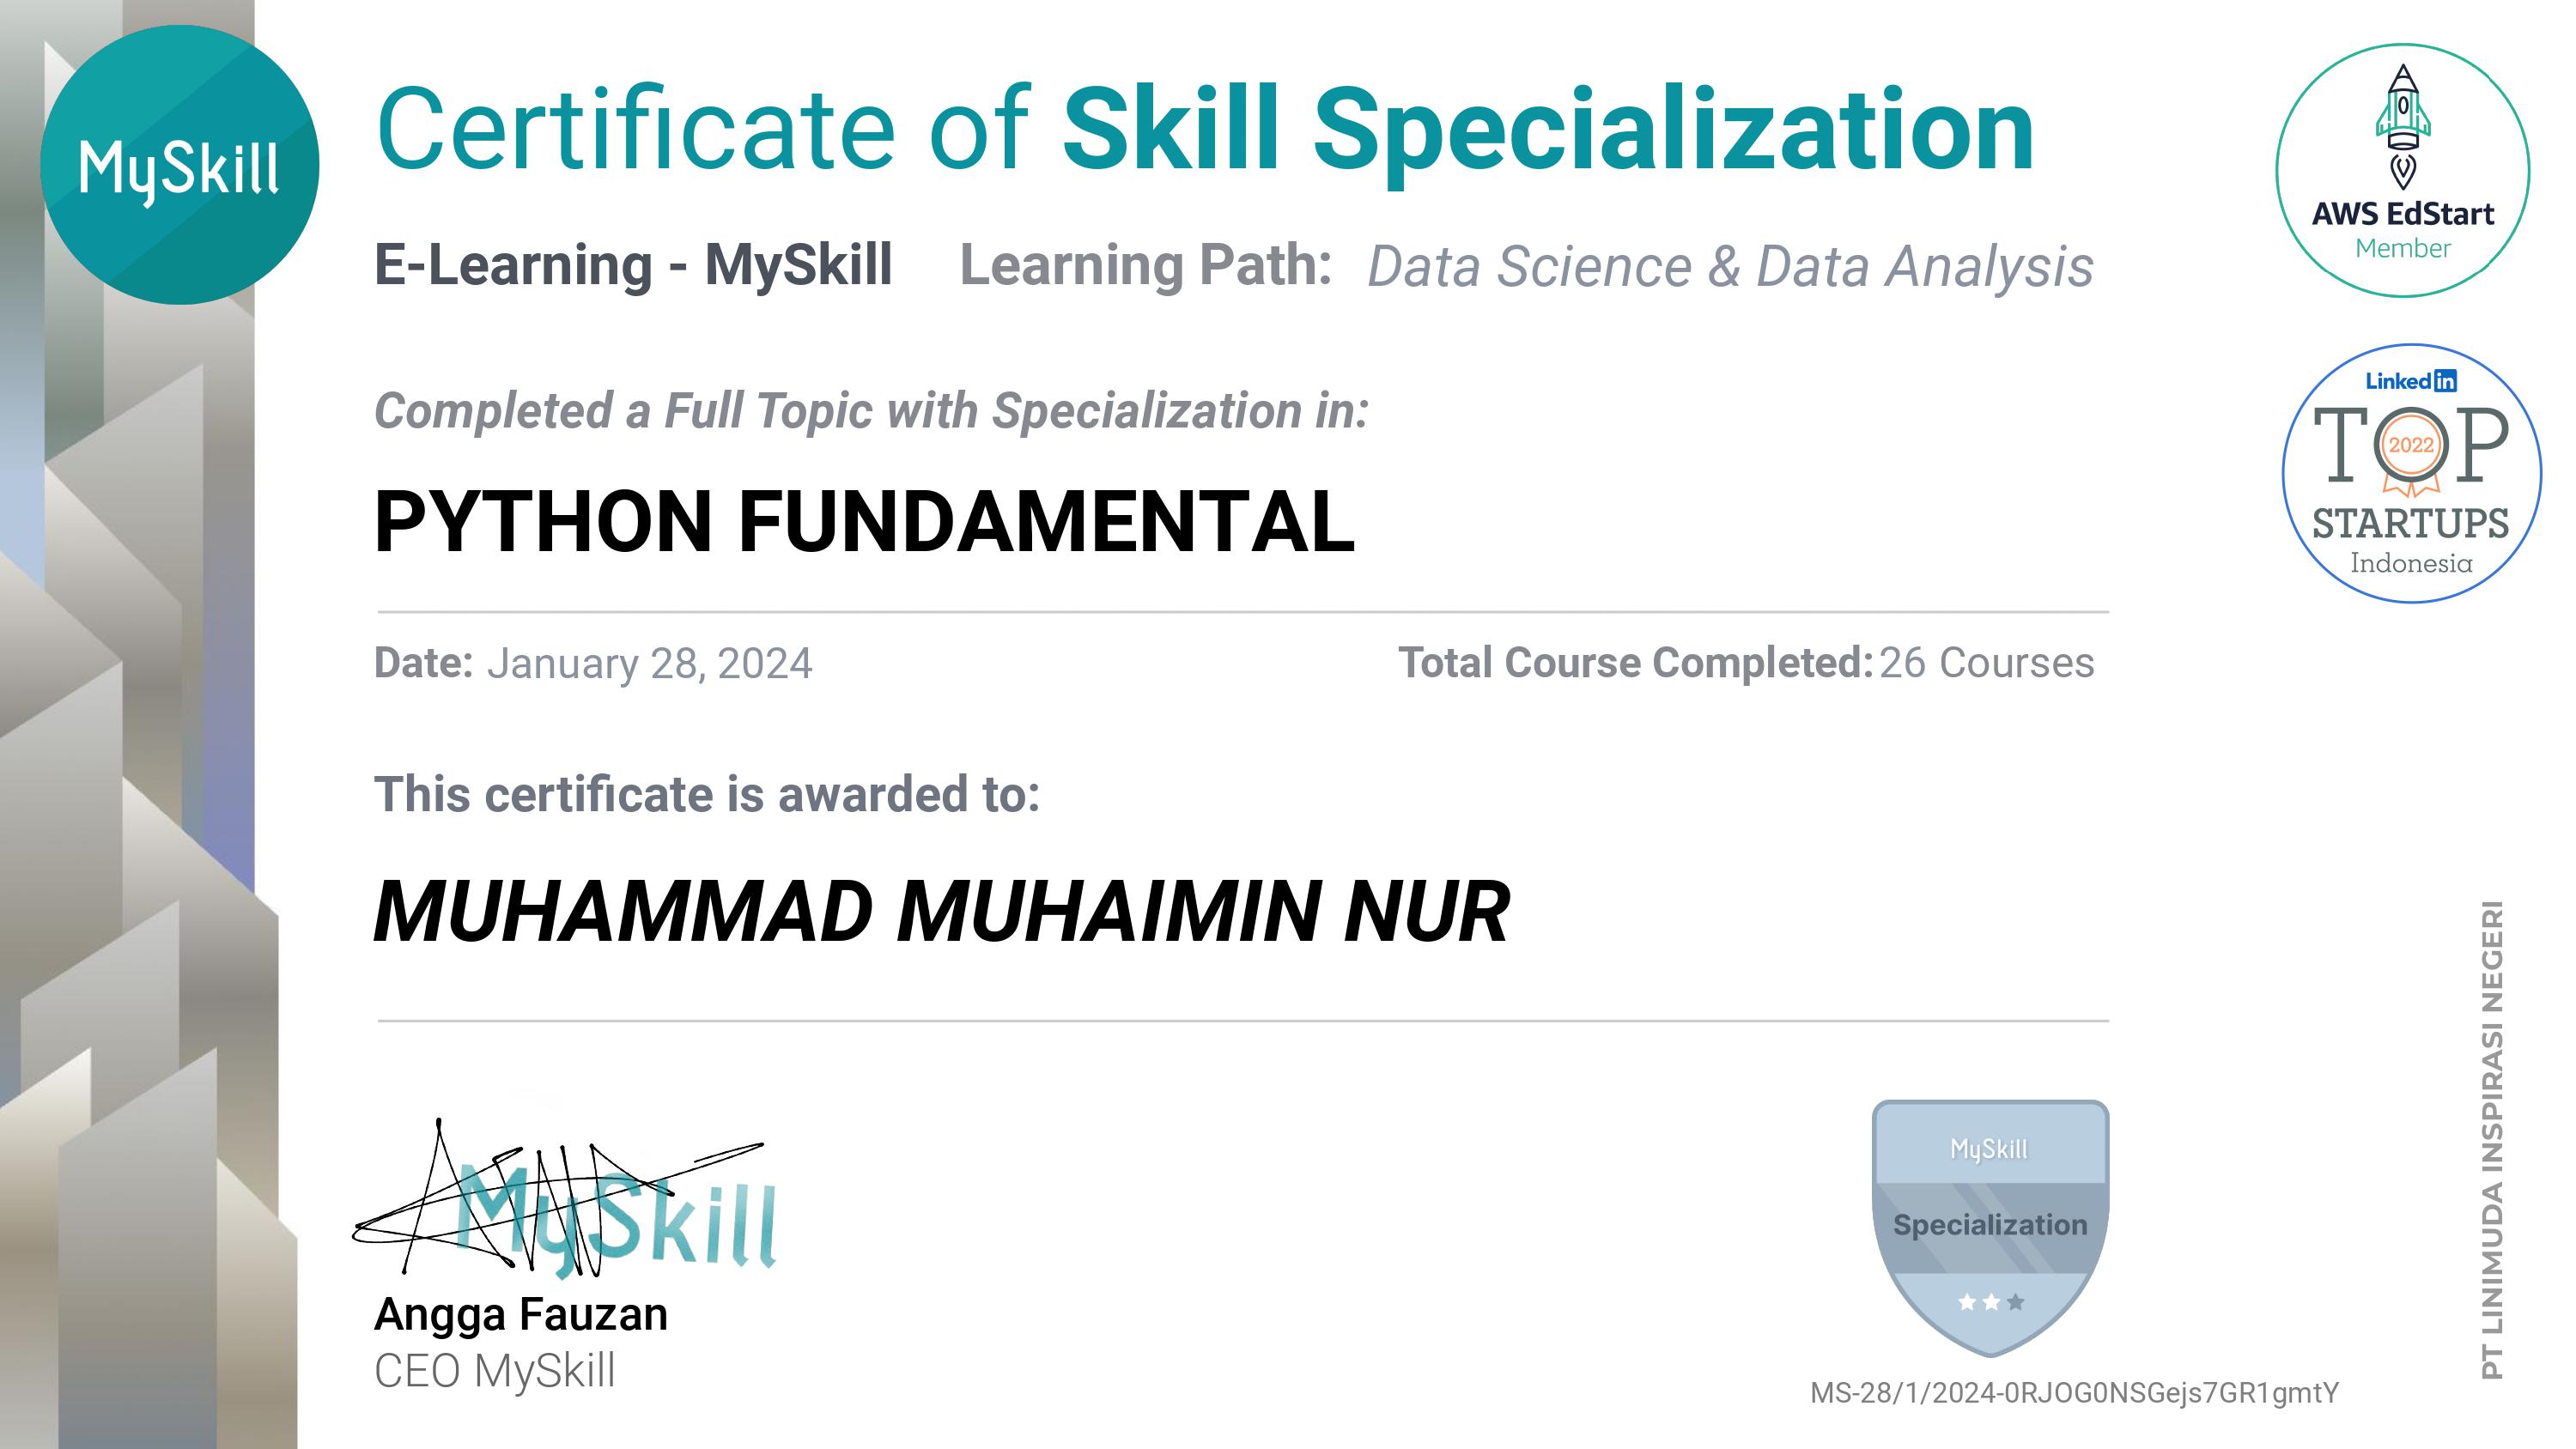 MySkill
Certificate of Skill Specialization
E-Learning - MySkill Learning Path: Data Science & Data Analysis
Completed a Full Topic with Specialization in:
PYTHON FUNDAMENTAL
Date: January 28, 2024 Total Course Completed: 26 Courses
This certificate is awarded to:
MUHAMMAD MUHAIMIN NUR
MySkill
Angga Fauzan
CEO MySkill
MySkill
Specialization
MS-28/1/2024-0RJOG0NSGejs7GR1gmtY
AWS EdStart
Member
Linked in
TOP
2022
STARTUPS
Indonesia
PT LINIMUDA INSPIRASI NEGERI